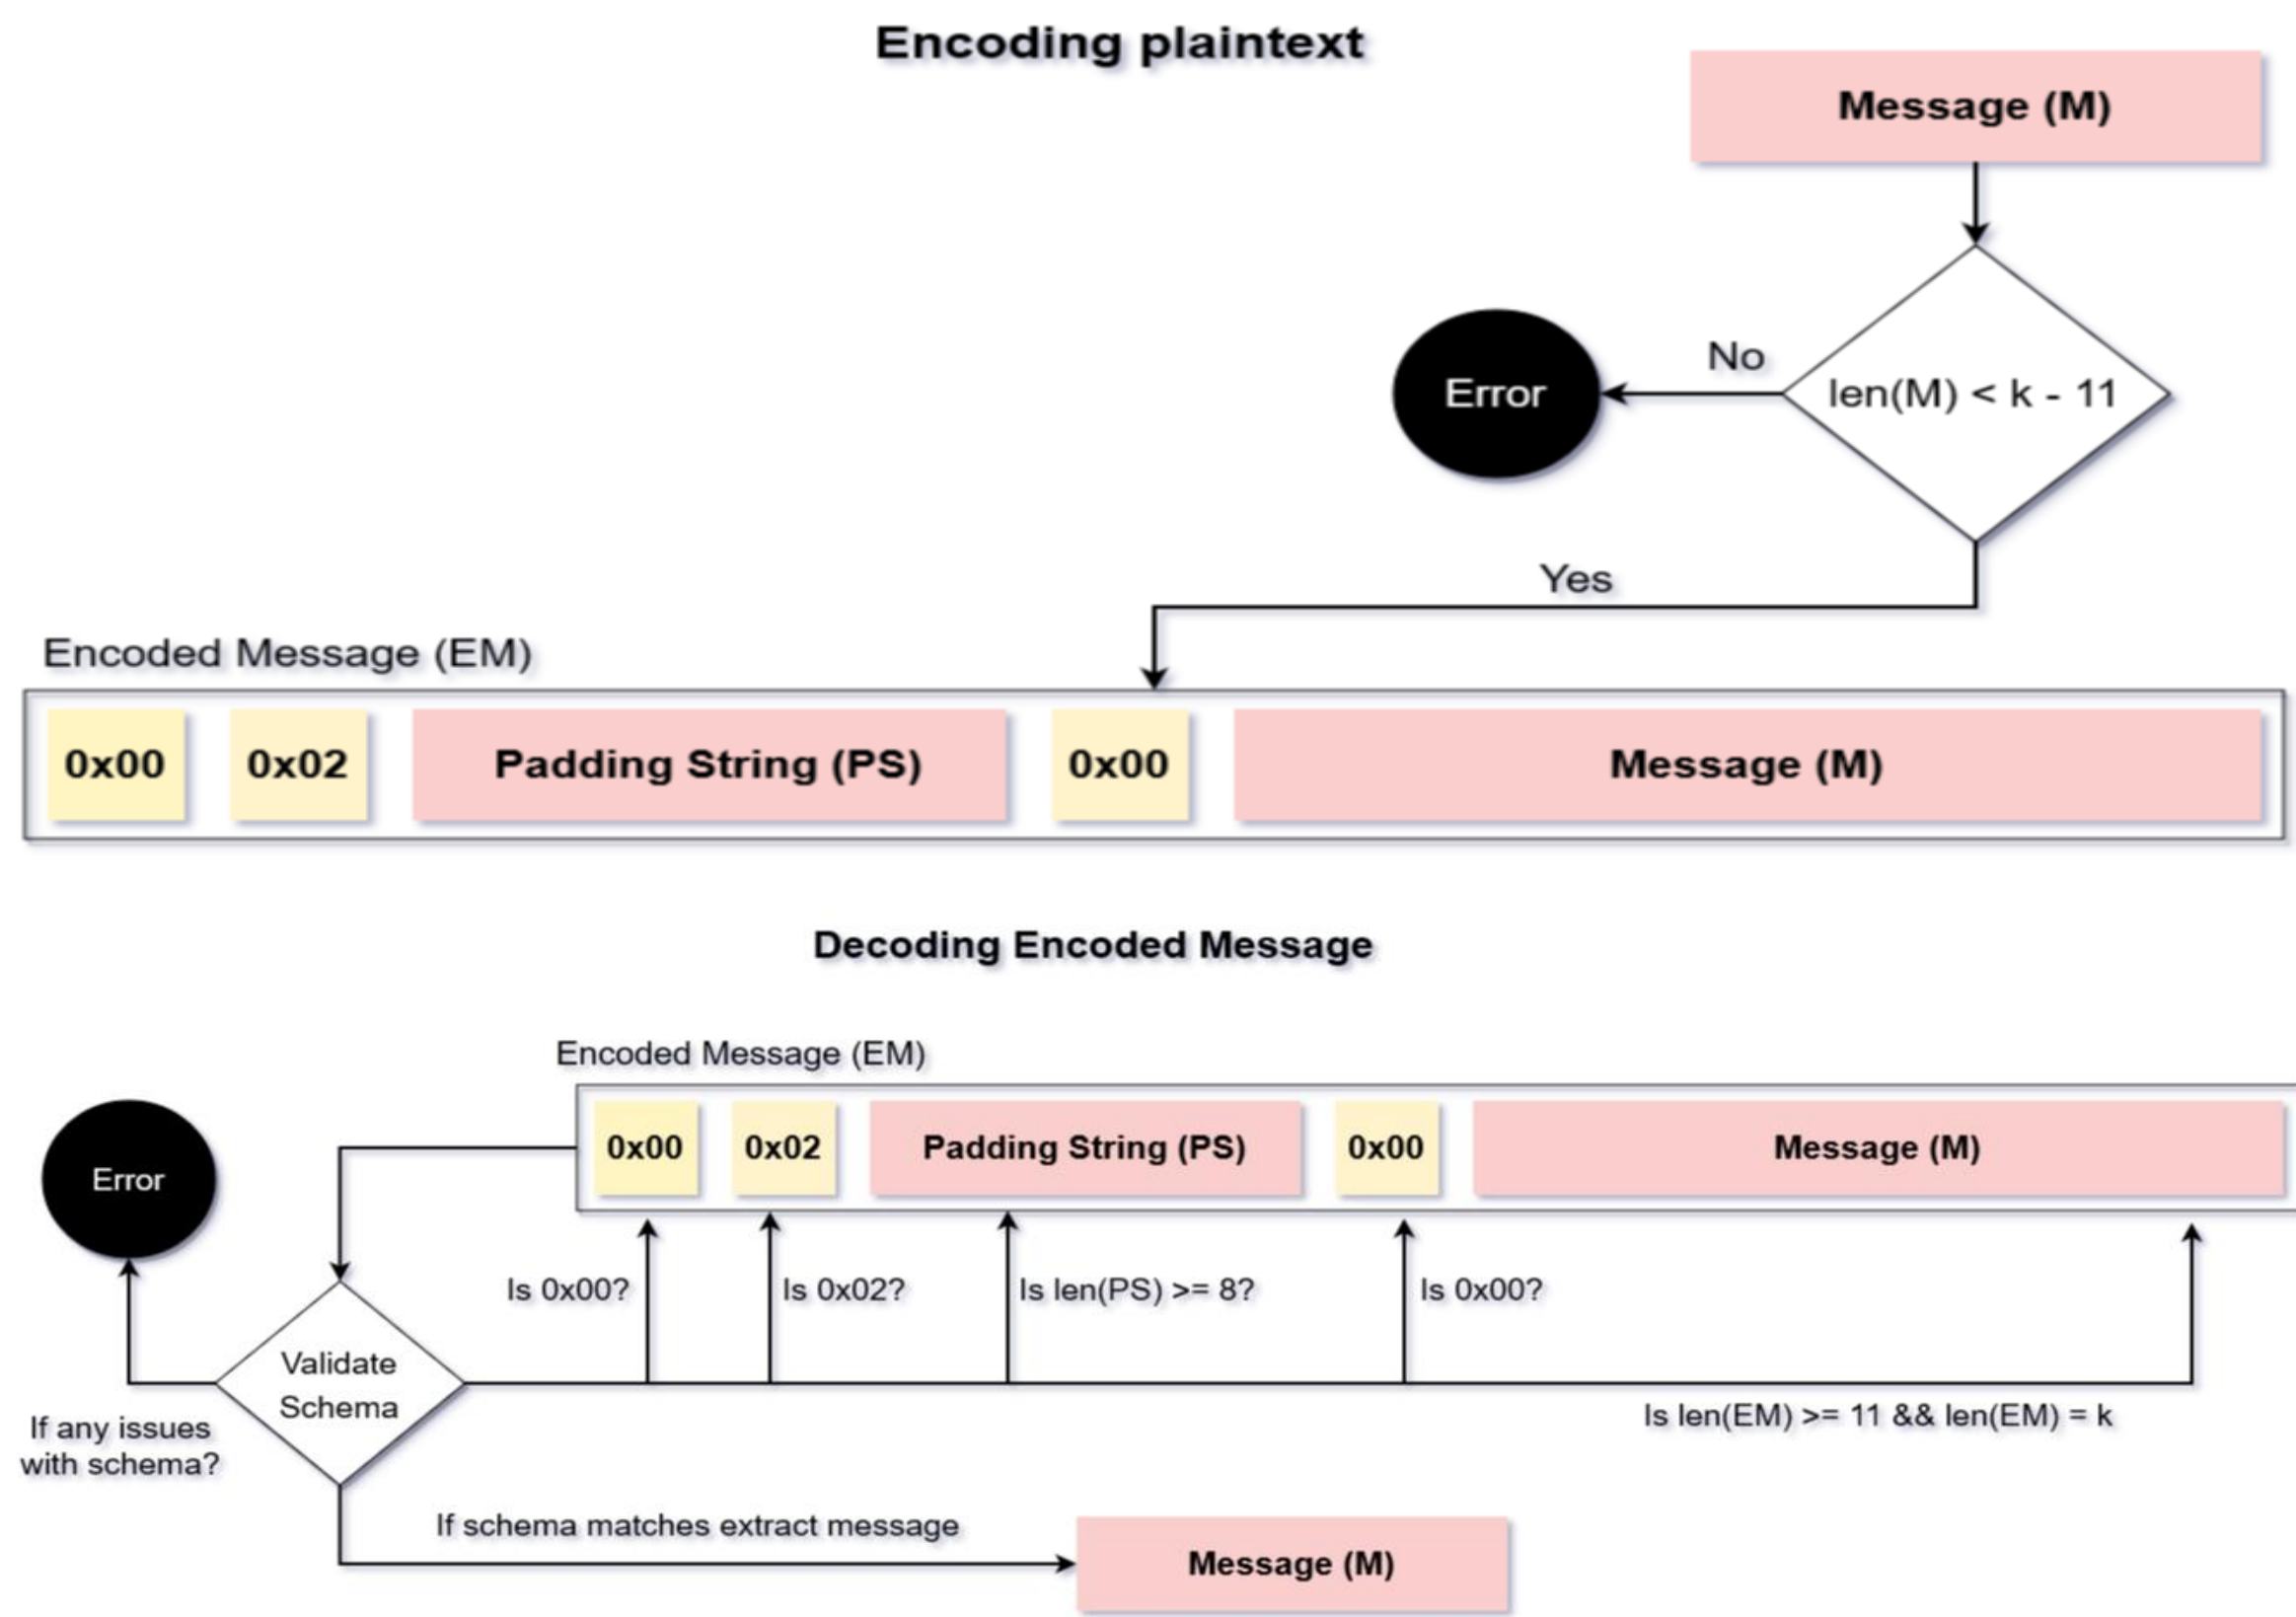 Encoding plaintext
Message (M)
No
Error
len(M) < k - 11
Yes
Encoded Message (EM)
0x00
0x02
Padding String (PS)
0x00
Message (M)
Decoding Encoded Message
Encoded Message (EM)
0x00
0x02
Padding String (PS)
0x00
Message (M)
Error
Is 0x00?
Is 0x02?
Is len(PS) >= 8?
Is 0x00?
Validate
Schema
Is len(EM) >= 11 && len(EM) = k
If any issues
with schema?
If schema matches extract message
Message (M)